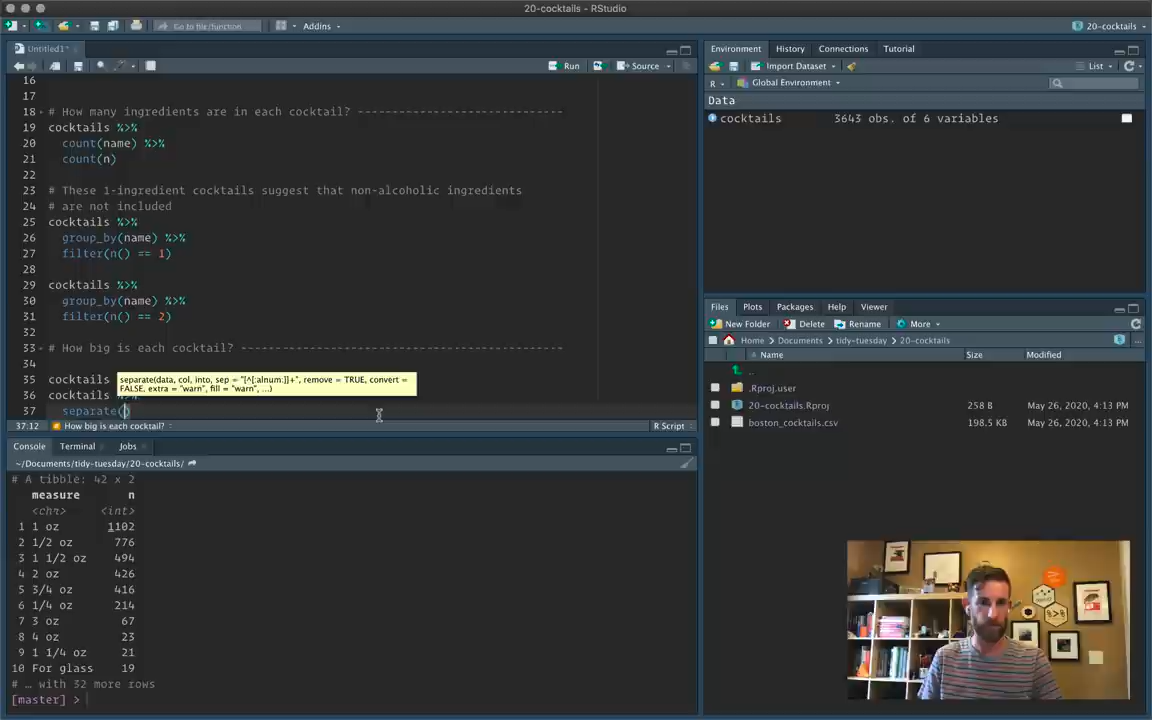 20-cocktails - RStudio
Go to file/function
Addins
20-cocktails
Untitled1*
Run
Source
16
17
18 # How many ingredients are in each cocktail? ------------------------------
19 cocktails %>%
20 count(name) %>%
21 count(n)
22
23 # These 1-ingredient cocktails suggest that non-alcoholic ingredients
24 # are not included
25 cocktails %>%
26 group_by(name) %>%
27 filter(n() == 1)
28
29 cocktails %>%
30 group_by(name) %>%
31 filter(n() == 2)
32
33 # How big is each cocktail? -----------------------------------------------
34
35 cocktails
separate(data, col, into, sep = "[^[:alnum:]]+", remove = TRUE, convert =
FALSE, extra = "warn", fill = "warn", ...)
36 cocktails
37 separate()
37:12 How big is each cocktail? R Script
Console Terminal Jobs
~/Documents/tidy-tuesday/20-cocktails/
# A tibble: 42 x 2
measure n
<chr> <int>
1 1 oz 1102
2 1/2 oz 776
3 1 1/2 oz 494
4 2 oz 426
5 3/4 oz 416
6 1/4 oz 214
7 3 oz 67
8 4 oz 23
9 1 1/4 oz 21
10 For glass 19
# … with 32 more rows
[master] >
Environment History Connections Tutorial
Import Dataset List
R Global Environment
Data
cocktails 3643 obs. of 6 variables
Files Plots Packages Help Viewer
New Folder Delete Rename More
Home Documents tidy-tuesday 20-cocktails
Name Size Modified
..
.Rproj.user
20-cocktails.Rproj 258 B May 26, 2020, 4:13 PM
boston_cocktails.csv 198.5 KB May 26, 2020, 4:13 PM